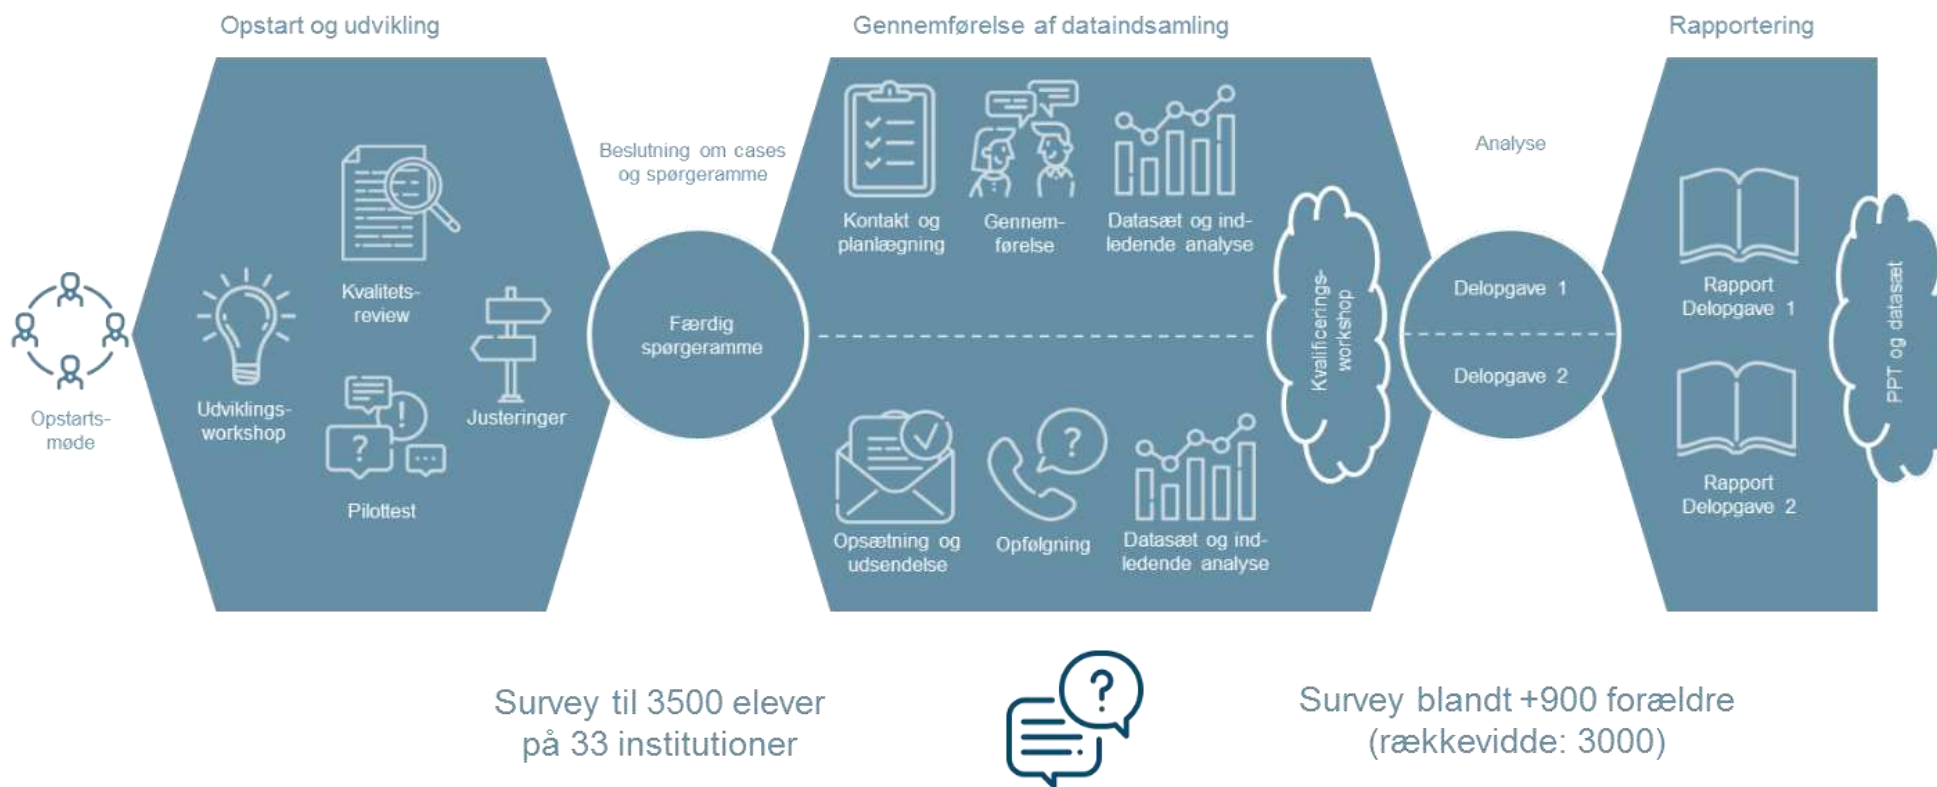 Opstart og udvikling
Gennemførelse af dataindsamling
Rapportering
Opstarts-
møde
Udviklings-
workshop
Kvalitets-
review
Pilottest
Justeringer
Beslutning om cases
og spørgeramme
Færdig
spørgeramme
Kontakt og
planlægning
Gennem-
førelse
Datasæt og ind-
ledende analyse
Opsætning og
udsendelse
?
Opfølgning
Datasæt og ind-
ledende analyse
Kvalificerings-
workshop
Analyse
Delopgave 1
Delopgave 2
Rapport
Delopgave 1
Rapport
Delopgave 2
PPT og datasæt
Survey til 3500 elever
på 33 institutioner
?
Survey blandt +900 forældre
(rækkevidde: 3000)